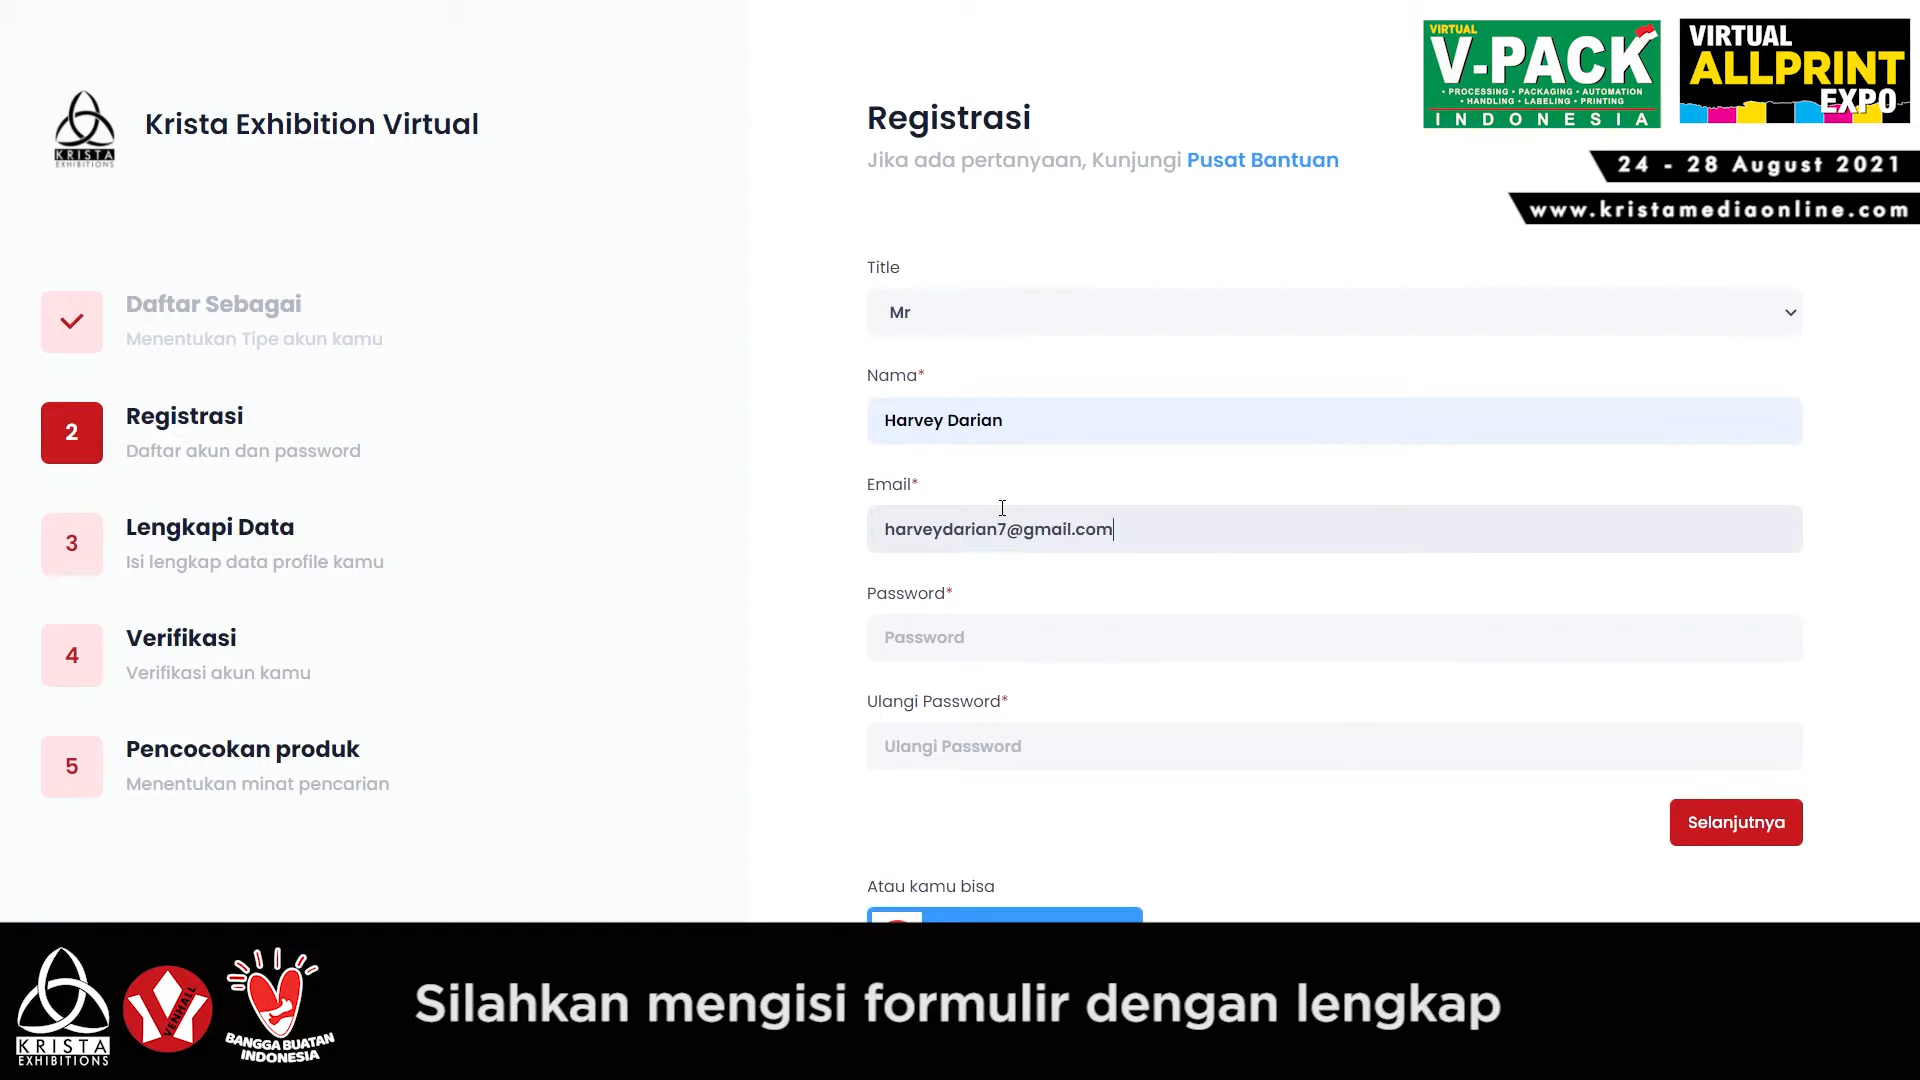 KRISTA
EXHIBITIONS
Krista Exhibition Virtual
Daftar Sebagai
Menentukan Tipe akun kamu
2
Registrasi
Daftar akun dan password
3
Lengkapi Data
Isi lengkap data profile kamu
4
Verifikasi
Verifikasi akun kamu
5
Pencocokan produk
Menentukan minat pencarian
Registrasi
Jika ada pertanyaan, Kunjungi Pusat Bantuan
VIRTUAL
V-PACK
• PROCESSING • PACKAGING • AUTOMATION
• HANDLING • LABELING • PRINTING
INDONESIA
VIRTUAL
ALLPRINT
EXPO
24 - 28 August 2021
www.kristamediaonline.com
Title
Mr
Nama*
Harvey Darian
Email*
harveydarian7@gmail.com
Password*
Password
Ulangi Password*
Ulangi Password
Selanjutnya
Atau kamu bisa
KRISTA
EXHIBITIONS
VENHALL
BANGGA BUATAN
INDONESIA
Silahkan mengisi formulir dengan lengkap